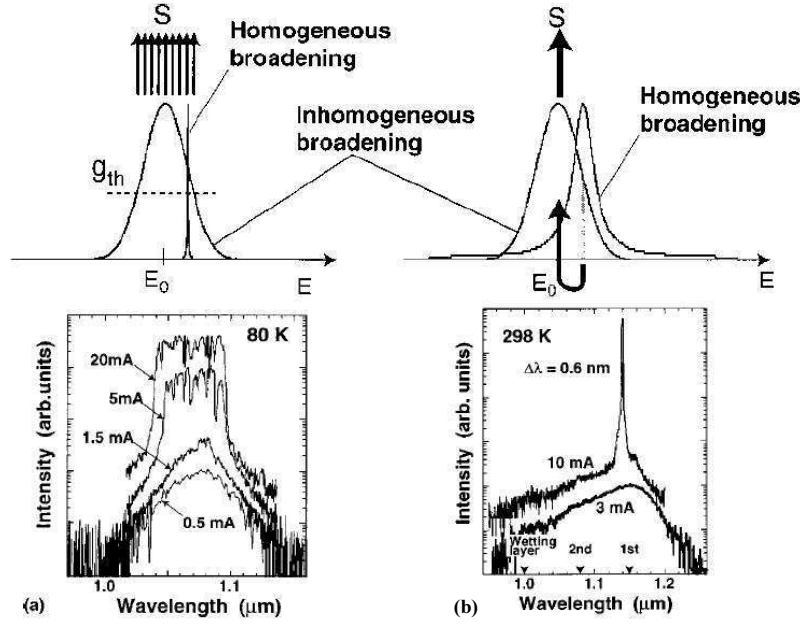 S
Homogeneous
broadening
Inhomogeneous
broadening
g_th
E_0
E
S
Homogeneous
broadening
E_0
E
80 K
20mA
5mA
1.5 mA
0.5 mA
Intensity (arb.units)
1.0
1.1
Wavelength (μm)
(a)
298 K
Δλ = 0.6 nm
10 mA
3 mA
Wetting
layer
2nd
1st
Intensity (arb. units)
1.0
1.1
1.2
Wavelength (μm)
(b)